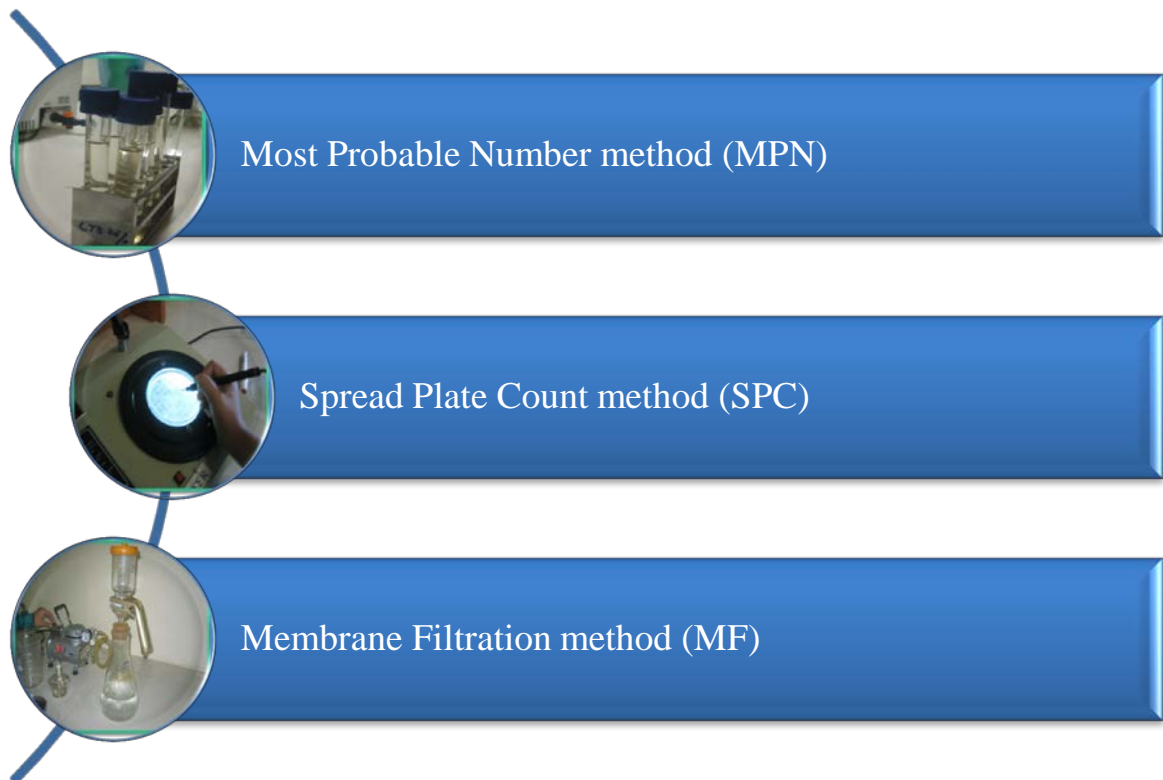 Most Probable Number method (MPN)
Spread Plate Count method (SPC)
Membrane Filtration method (MF)